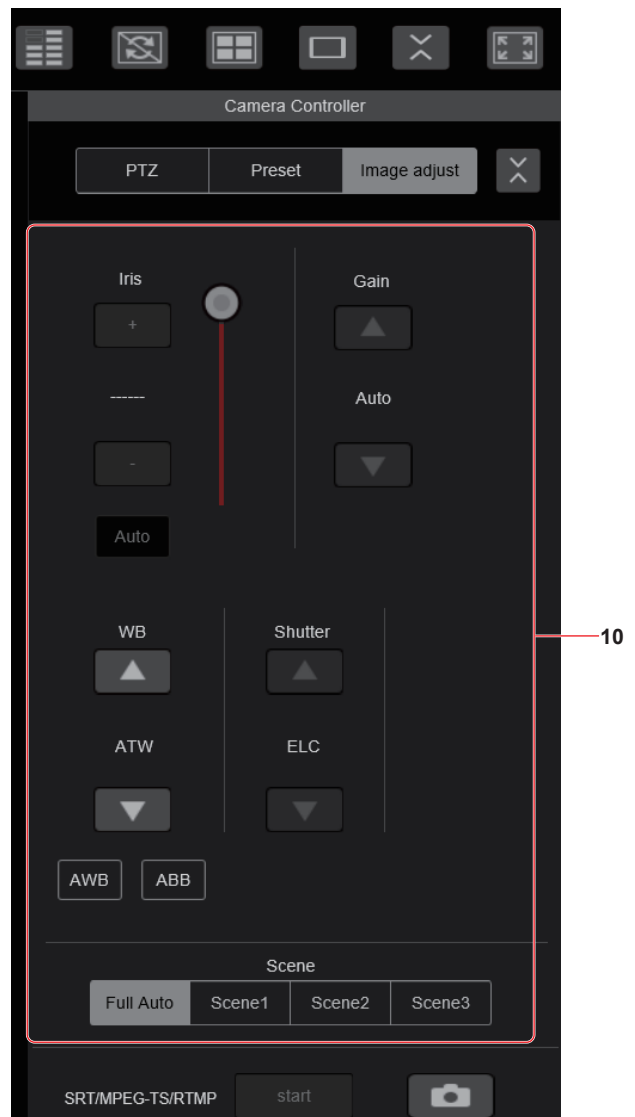 Camera Controller
PTZ Preset Image adjust
Iris Gain
+
------ Auto
-
Auto
WB Shutter
ATW ELC
AWB ABB
10
Scene
Full Auto Scene1 Scene2 Scene3
SRT/MPEG-TS/RTMP start